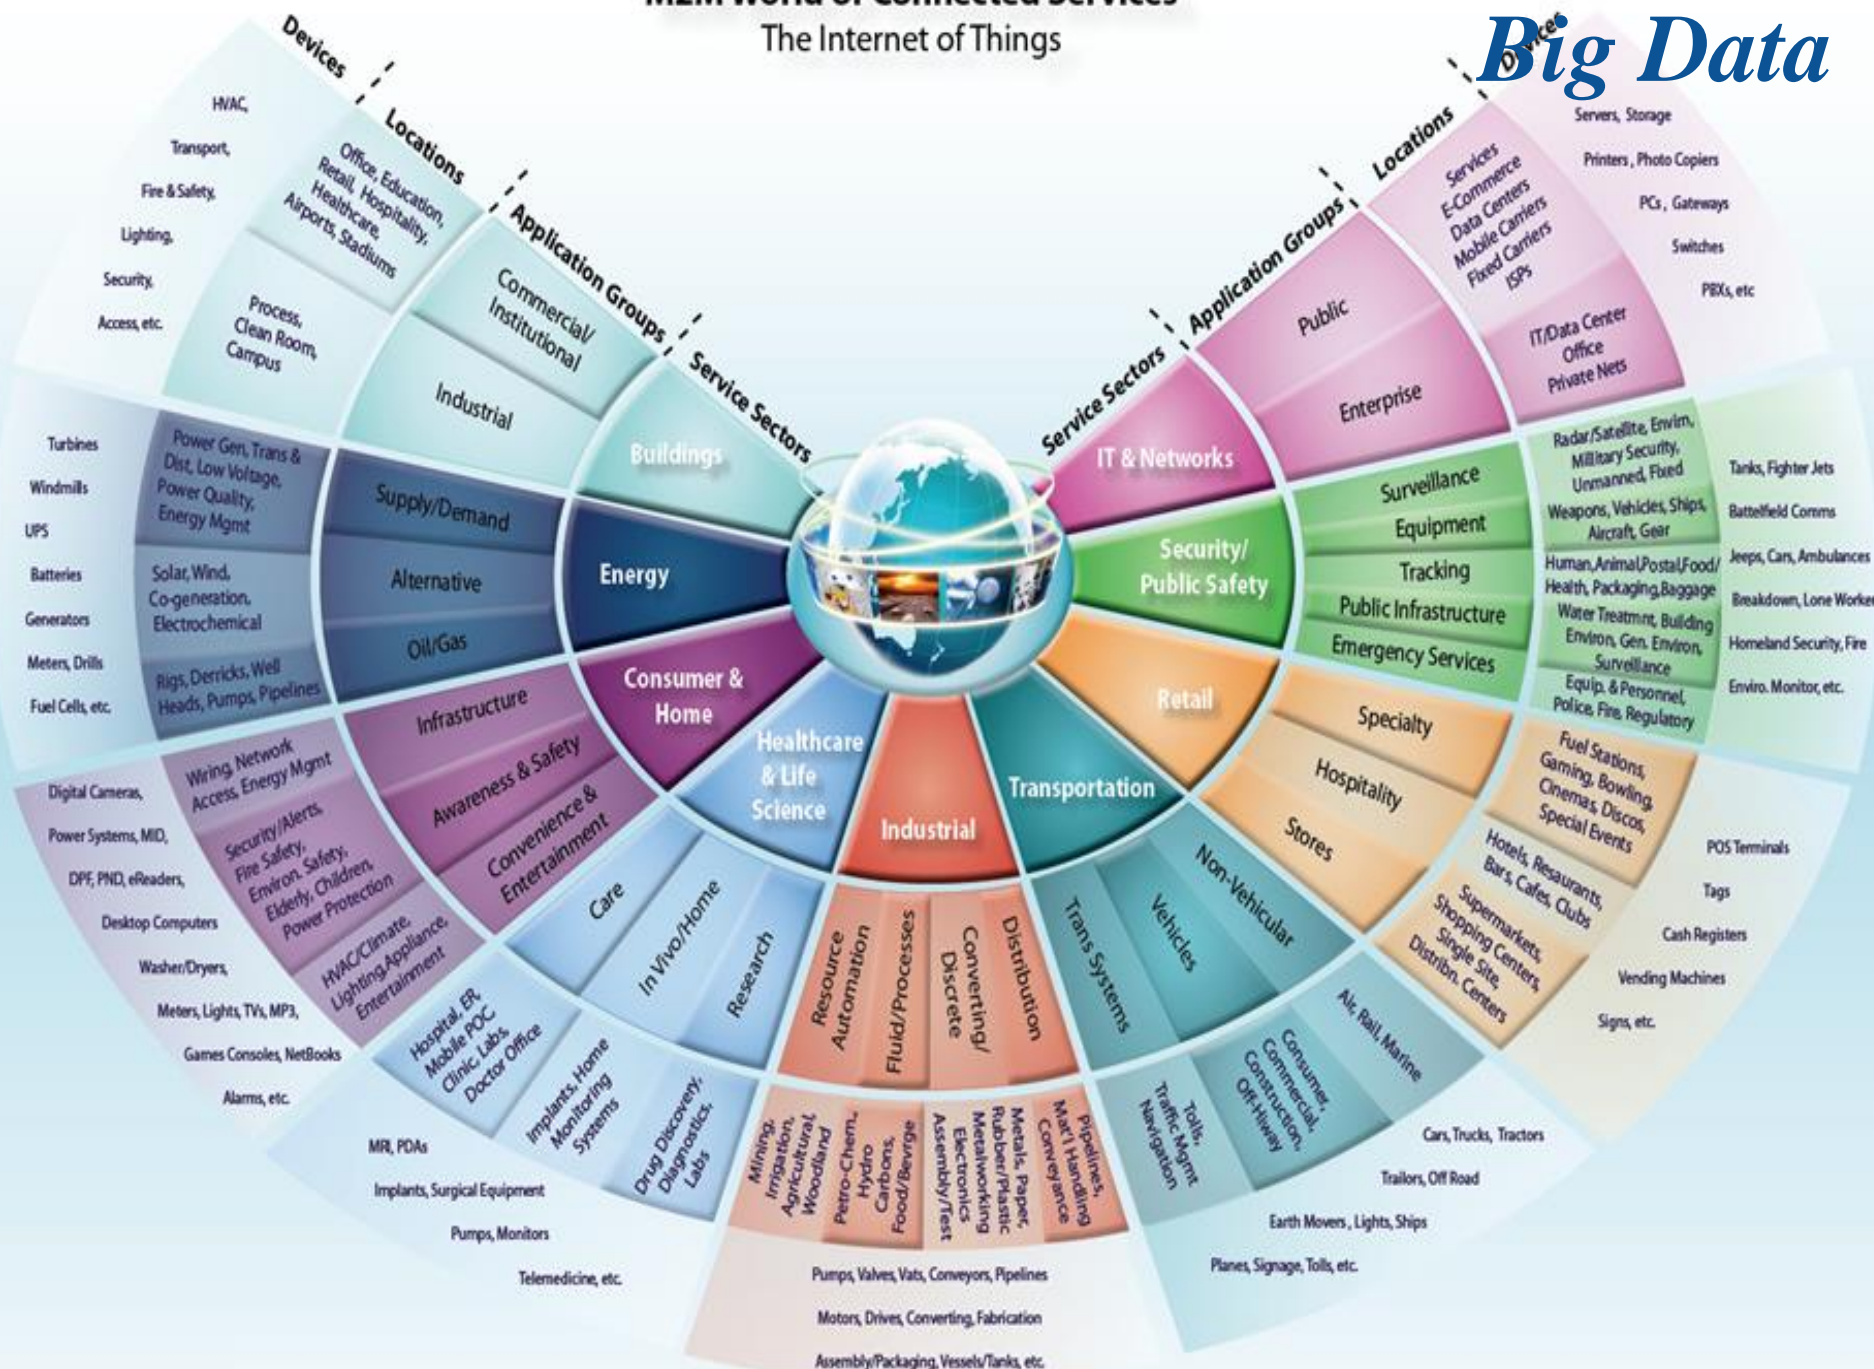 M2M World of Connected Services
The Internet of Things
Big Data
Devices
Locations
Application Groups
Service Sectors
Service Sectors
Application Groups
Locations
Devices
Buildings
Commercial/
Institutional
Industrial
Office, Education,
Retail, Hospitality,
Healthcare,
Airports, Stadiums
Process,
Clean Room,
Campus
HVAC,
Transport,
Fire & Safety,
Lighting,
Security,
Access, etc.
Energy
Supply/Demand
Alternative
Oil/Gas
Power Gen, Trans &
Dist, Low Voltage,
Power Quality,
Energy Mgmt
Solar, Wind,
Co-generation,
Electrochemical
Rigs, Derricks, Well
Heads, Pumps, Pipelines
Turbines
Windmills
UPS
Batteries
Generators
Meters, Drills
Fuel Cells, etc.
Consumer &
Home
Infrastructure
Awareness & Safety
Convenience &
Entertainment
Wiring, Network
Access, Energy Mgmt
Security/Alerts,
Fire Safety,
Environ. Safety,
Elderly, Children,
Power Protection
HVAC/Climate,
Lighting,Appliance,
Entertainment
Digital Cameras,
Power Systems, MID,
DPF, PND, eReaders,
Desktop Computers
Washer/Dryers,
Meters, Lights, TVs, MP3,
Games Consoles, NetBooks
Alarms, etc.
Healthcare
& Life
Science
Care
In Vivo/Home
Research
Hospital, ER,
Mobile POC
Clinic, Labs,
Doctor Office
Implants, Home
Monitoring
Systems
Drug Discovery,
Diagnostics,
Labs
MRI, PDAs
Implants, Surgical Equipment
Pumps, Monitors
Telemedicine, etc.
Industrial
Resource
Automation
Fluid/Processes
Converting/
Discrete
Distribution
Mining,
Irrigation,
Agricultural,
Woodland
Petro-Chem.,
Hydro
Carbons,
Food/Bevrge
Metals, Paper,
Rubber/Plastic
Metalworking
Electronics
Assembly/Test
Pipelines,
Mat'l Handling
Conveyance
Pumps, Valves, Vats, Conveyors, Pipelines
Motors, Drives, Converting, Fabrication
Assembly/Packaging, Vessels/Tanks, etc.
Transportation
Trans Systems
Vehicles
Non-Vehicular
Tolls,
Traffic Mgmt
Navigation
Consumer,
Commercial,
Construction,
Off-Hiway
Air, Rail, Marine
Cars, Trucks, Tractors
Trailors, Off Road
Earth Movers , Lights, Ships
Planes, Signage, Tolls, etc.
Retail
Specialty
Hospitality
Stores
Fuel Stations,
Gaming, Bowling,
Cinemas, Discos,
Special Events
Hotels, Resaurants,
Bars, Cafes, Clubs
Supermarkets,
Shopping Centers,
Single Site,
Distribn. Centers
POS Terminals
Tags
Cash Registers
Vending Machines
Signs, etc.
Security/
Public Safety
Surveillance
Equipment
Tracking
Public Infrastructure
Emergency Services
Radar/Satellite, Envirn,
Military Security,
Unmanned, Fixed
Weapons, Vehicles, Ships,
Aircraft, Gear
Human,Animal,Postal,Food/
Health, Packaging,Baggage
Water Treatmnt, Building
Environ, Gen. Environ,
Surveillance
Equip. & Personnel,
Police, Fire, Regulatory
Tanks, Fighter Jets
Battelfield Comms
Jeeps, Cars, Ambulances
Breakdown, Lone Worker
Homeland Security, Fire
Enviro. Monitor, etc.
IT & Networks
Public
Enterprise
Services
E-Commerce
Data Centers
Mobile Carriers
Fixed Carriers
ISPs
IT/Data Center
Office
Private Nets
Servers, Storage
Printers , Photo Copiers
PCs , Gateways
Switches
PBXs, etc